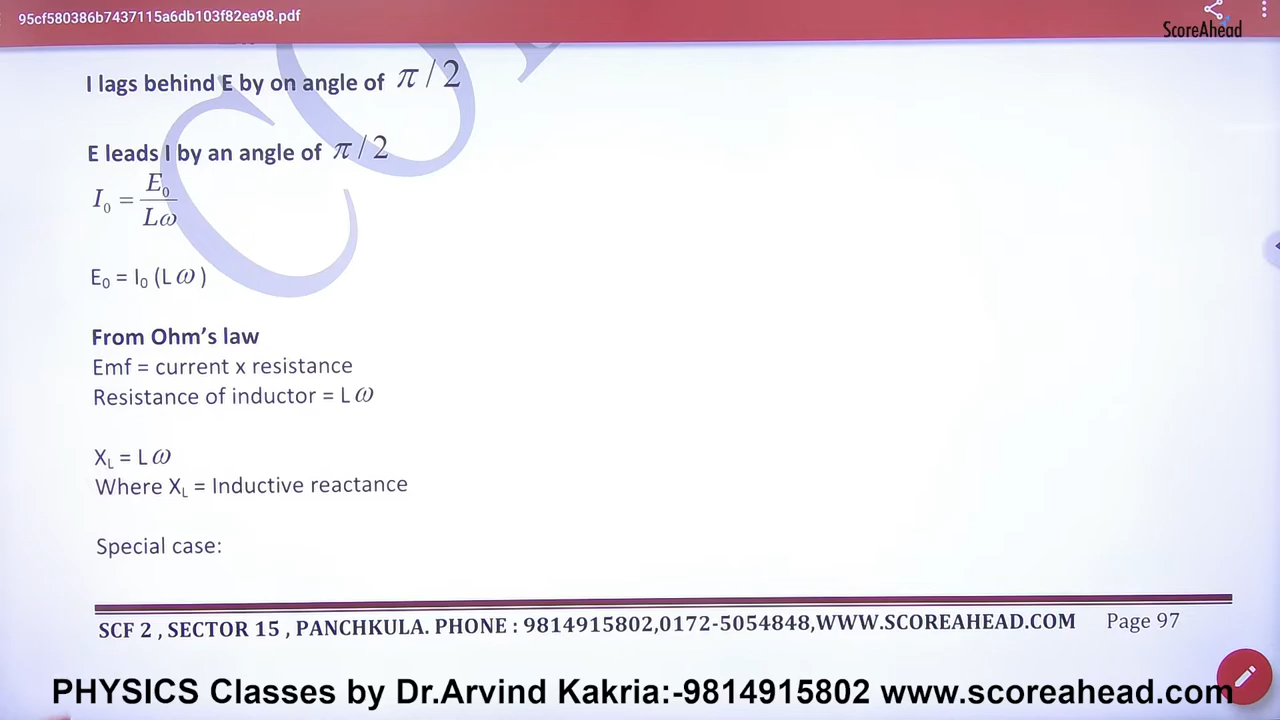 95cf580386b7437115a6db103f82ea98.pdf
ScoreAhead
I lags behind E by on angle of π / 2
E leads I by an angle of π / 2
I₀ = E₀ / Lω
E₀ = I₀ (L ω )
From Ohm’s law
Emf = current x resistance
Resistance of inductor = L ω
X_L = L ω
Where X_L = Inductive reactance
Special case:
SCF 2 , SECTOR 15 , PANCHKULA. PHONE : 9814915802,0172-5054848,WWW.SCOREAHEAD.COM Page 97
PHYSICS Classes by Dr.Arvind Kakria:-9814915802 www.scoreahead.com